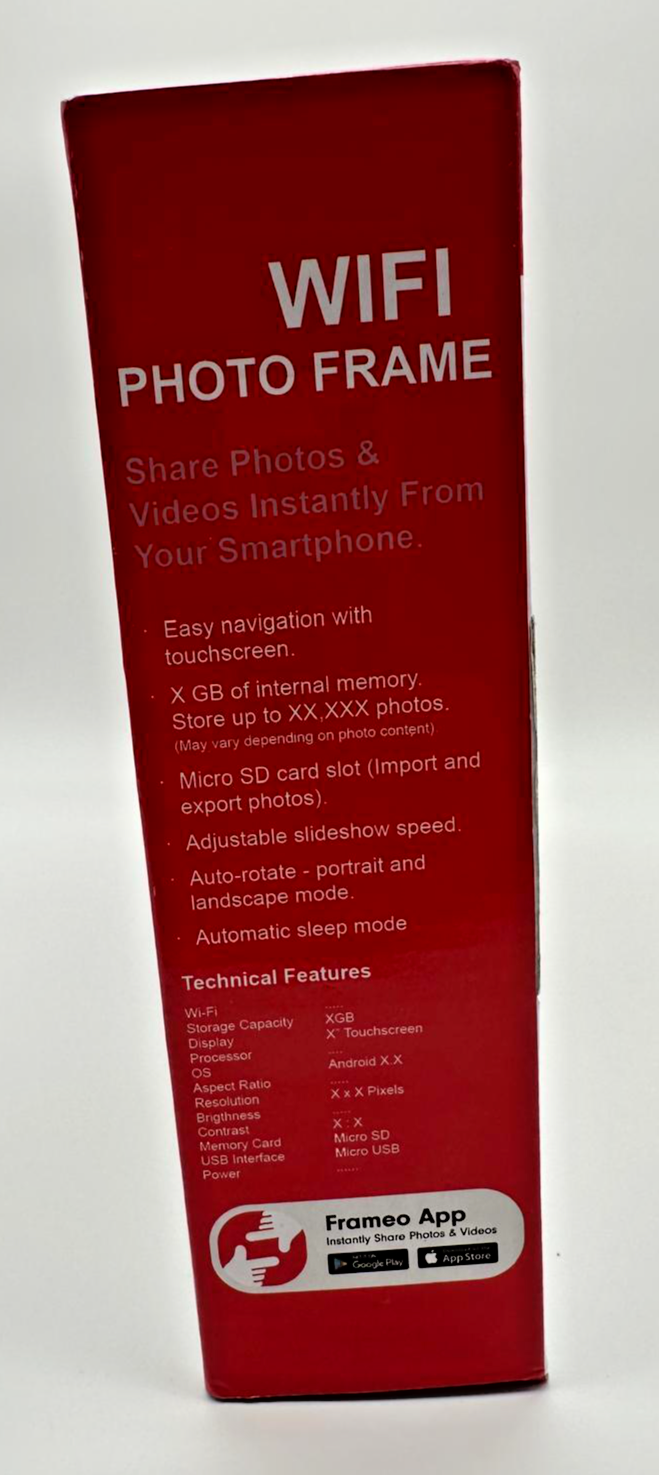 WIFI
PHOTO FRAME
Share Photos &
Videos Instantly From
Your Smartphone.
· Easy navigation with
touchscreen.
· X GB of internal memory.
Store up to XX,XXX photos.
(May vary depending on photo content)
· Micro SD card slot (Import and
export photos).
· Adjustable slideshow speed.
· Auto-rotate - portrait and
landscape mode.
· Automatic sleep mode
Technical Features
Wi-Fi .....
Storage Capacity XGB
Display X" Touchscreen
Processor ....
OS Android X.X
Aspect Ratio .....
Resolution X x X Pixels
Brigthness .....
Contrast X : X
Memory Card Micro SD
USB Interface Micro USB
Power ......
Frameo App
Instantly Share Photos & Videos
Google Play App Store